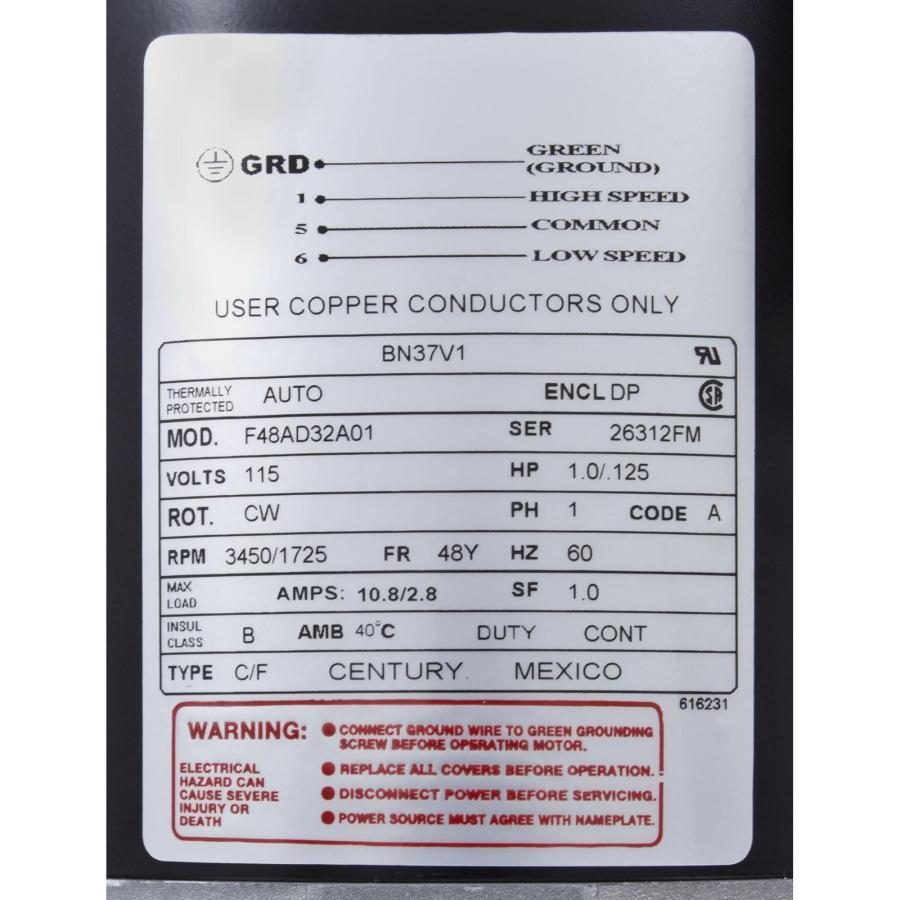 GRD GREEN
(GROUND)
1 HIGH SPEED
5 COMMON
6 LOW SPEED
USER COPPER CONDUCTORS ONLY
BN37V1
THERMALLY
PROTECTED AUTO ENCL DP
MOD. F48AD32A01 SER 26312FM
VOLTS 115 HP 1.0/.125
ROT. CW PH 1 CODE A
RPM 3450/1725 FR 48Y HZ 60
MAX
LOAD AMPS: 10.8/2.8 SF 1.0
INSUL
CLASS B AMB 40°C DUTY CONT
TYPE C/F CENTURY. MEXICO
616231
WARNING:
ELECTRICAL
HAZARD CAN
CAUSE SEVERE
INJURY OR
DEATH
● CONNECT GROUND WIRE TO GREEN GROUNDING
SCREW BEFORE OPERATING MOTOR.
● REPLACE ALL COVERS BEFORE OPERATION.
● DISCONNECT POWER BEFORE SERVICING.
● POWER SOURCE MUST AGREE WITH NAMEPLATE.